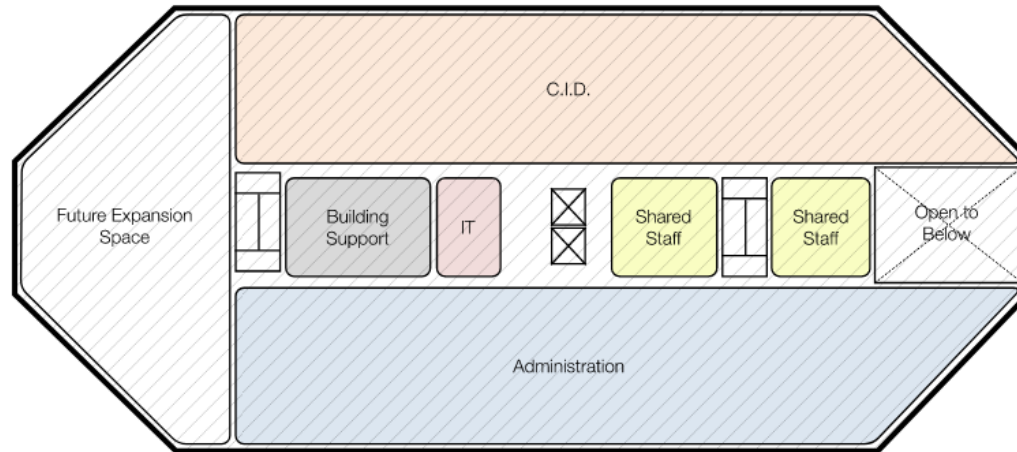 C.I.D.
Future Expansion
Space
Building
Support
IT
Shared
Staff
Shared
Staff
Open to
Below
Administration